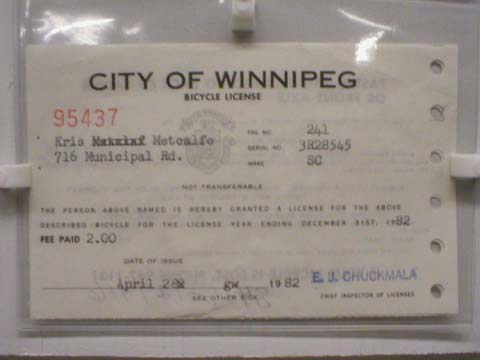 CITY OF WINNIPEG
BICYCLE LICENSE
95437
Kris Metcalfe
716 Municipal Rd.
TAG NO. 241
SERIAL NO. 3R28545
MAKE SC
NOT TRANSFERABLE
THE PERSON ABOVE NAMED IS HEREBY GRANTED A LICENSE FOR THE ABOVE
DESCRIBED BICYCLE FOR THE LICENSE YEAR ENDING DECEMBER 31ST, 1982
FEE PAID 2.00
DATE OF ISSUE
April 28 gw 1982 E. J. CHUCKMALA
SEE OTHER SIDE CHIEF INSPECTOR OF LICENSES